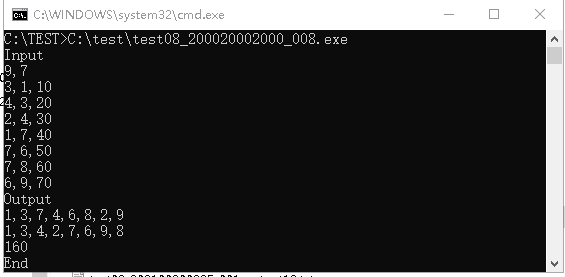 C:\WINDOWS\system32\cmd.exe
C:\TEST>C:\test\test08_200020002000_008.exe
Input
9,7
3,1,10
4,3,20
2,4,30
1,7,40
7,6,50
7,8,60
6,9,70
Output
1,3,7,4,6,8,2,9
1,3,4,2,7,6,9,8
160
End